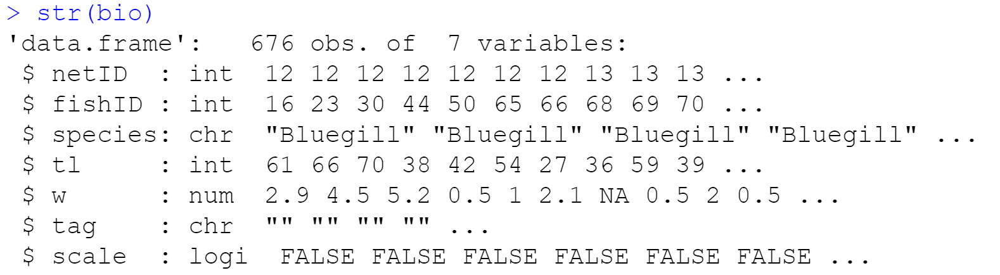 > str(bio)
'data.frame':   676 obs. of  7 variables:
 $ netID  : int  12 12 12 12 12 12 12 13 13 13 ...
 $ fishID : int  16 23 30 44 50 65 66 68 69 70 ...
 $ species: chr  "Bluegill" "Bluegill" "Bluegill" "Bluegill" ...
 $ tl     : int  61 66 70 38 42 54 27 36 59 39 ...
 $ w      : num  2.9 4.5 5.2 0.5 1 2.1 NA 0.5 2 0.5 ...
 $ tag    : chr  "" "" "" "" ...
 $ scale  : logi  FALSE FALSE FALSE FALSE FALSE FALSE ...